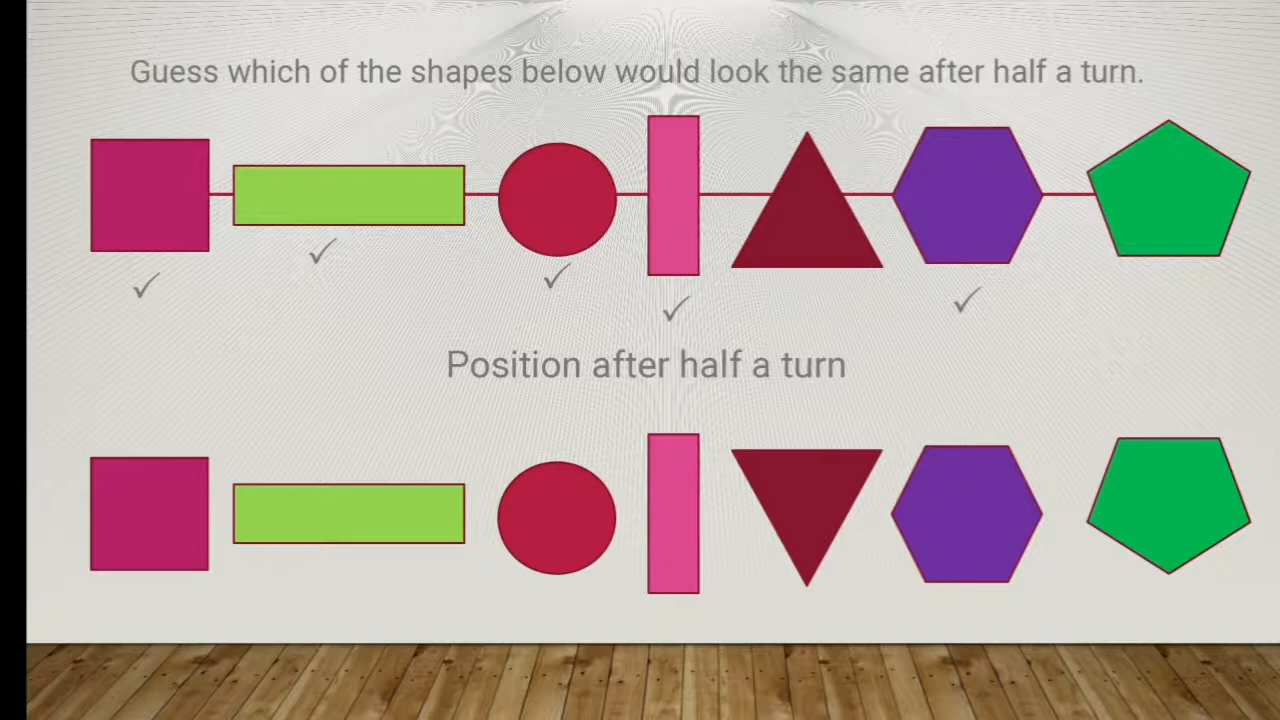 Guess which of the shapes below would look the same after half a turn.
✓
✓
✓
✓
✓
Position after half a turn